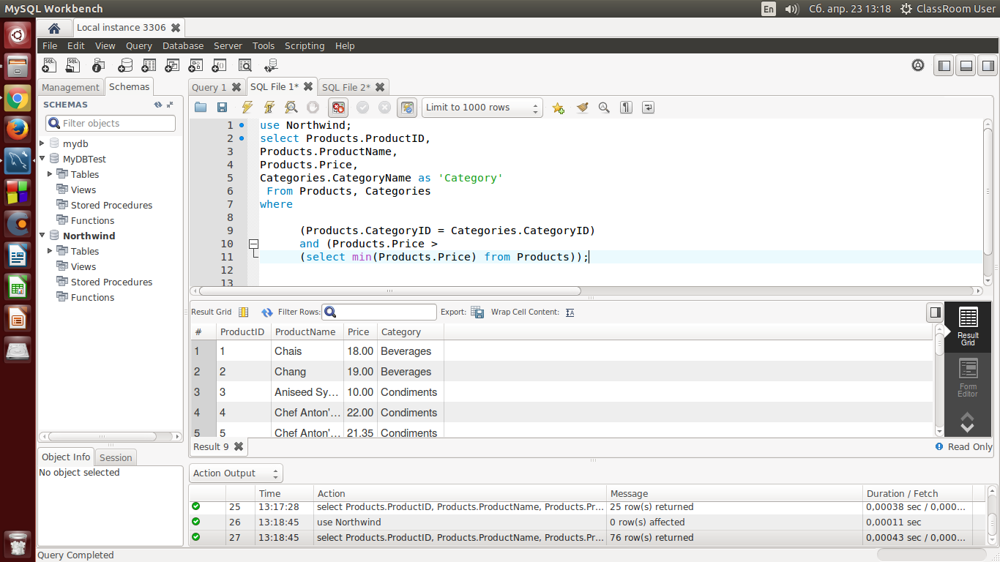 MySQL Workbench
En Сб. апр. 23 13:18 ClassRoom User
Local instance 3306
File Edit View Query Database Server Tools Scripting Help
Management Schemas
SCHEMAS
Filter objects
mydb
MyDBTest
Tables
Views
Stored Procedures
Functions
Northwind
Tables
Views
Stored Procedures
Functions
Object Info Session
No object selected
Query 1 SQL File 1* SQL File 2*
Limit to 1000 rows
1 use Northwind;
2 select Products.ProductID,
3 Products.ProductName,
4 Products.Price,
5 Categories.CategoryName as 'Category'
6 From Products, Categories
7 where
8
9 (Products.CategoryID = Categories.CategoryID)
10 and (Products.Price >
11 (select min(Products.Price) from Products));
12
13
Result Grid Filter Rows: Export: Wrap Cell Content:
# ProductID ProductName Price Category
1 1 Chais 18.00 Beverages
2 2 Chang 19.00 Beverages
3 3 Aniseed Sy... 10.00 Condiments
4 4 Chef Anton'... 22.00 Condiments
5 5 Chef Anton'... 21.35 Condiments
Result Grid
Form Editor
Result 9
Read Only
Action Output
Time Action Message Duration / Fetch
25 13:17:28 select Products.ProductID, Products.ProductName, Products.Pr... 25 row(s) returned 0,00038 sec / 0,000...
26 13:18:45 use Northwind 0 row(s) affected 0,00011 sec
27 13:18:45 select Products.ProductID, Products.ProductName, Products.Pr... 76 row(s) returned 0,00043 sec / 0,000...
Query Completed